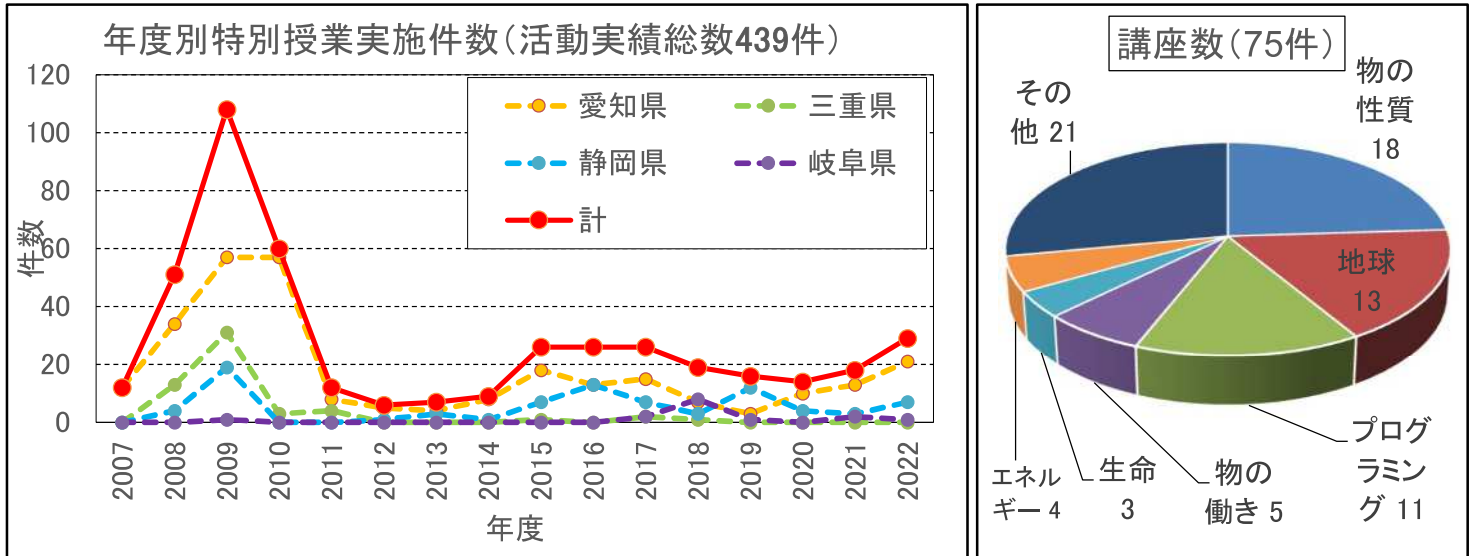 年度別特別授業実施件数(活動実績総数439件)
120
100
80
60
40
20
0
件数
愛知県
三重県
静岡県
岐阜県
計
2007
2008
2009
2010
2011
2012
2013
2014
2015
2016
2017
2018
2019
2020
2021
2022
年度
講座数(75件)
物の
性質
18
地球
13
プログ
ラミン
グ 11
物の
働き 5
生命
3
エネル
ギー 4
その
他 21